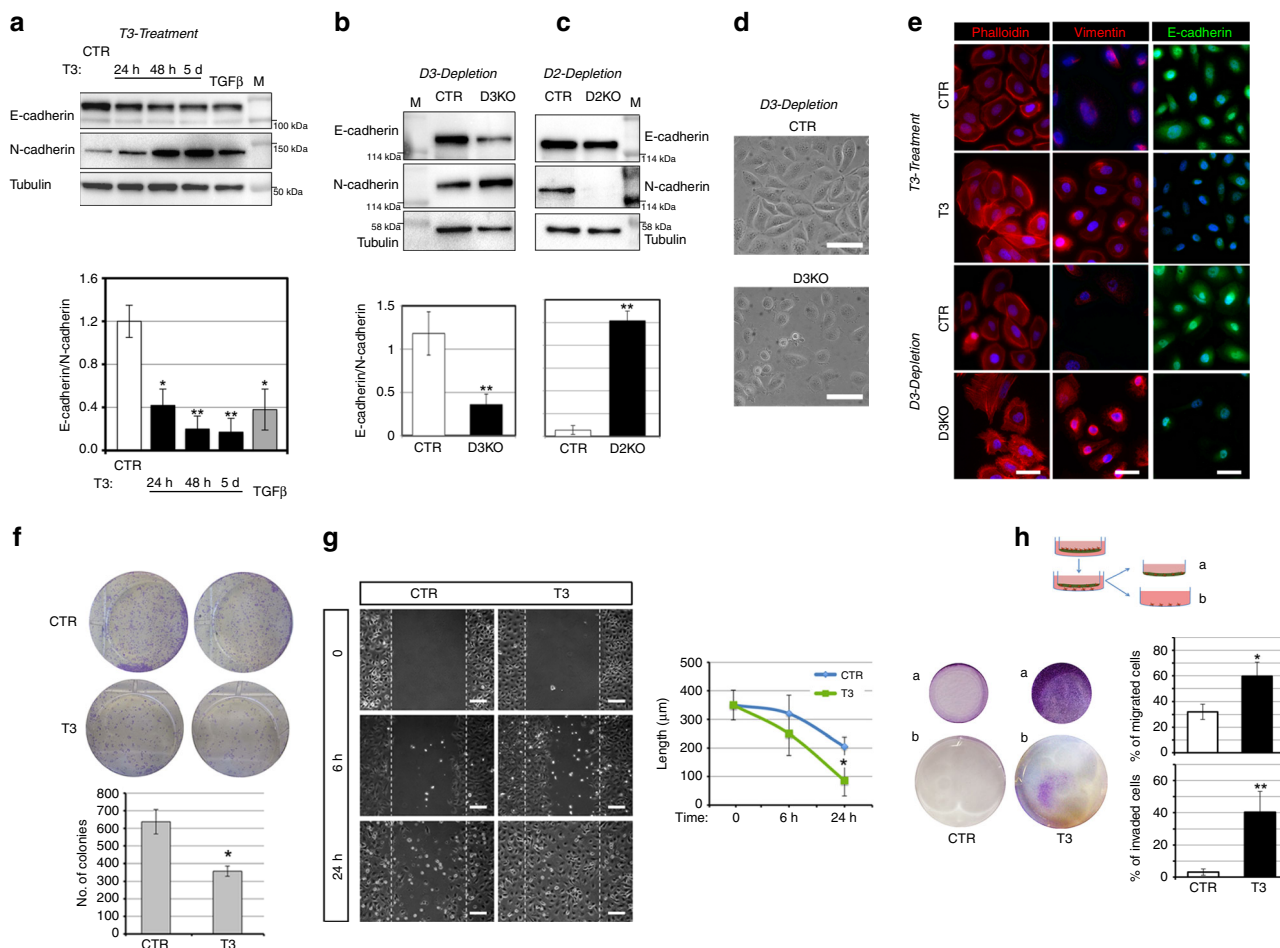 a
T3-Treatment
CTR
T3: 24 h 48 h 5 d TGFβ M
E-cadherin
100 kDa
N-cadherin
150 kDa
Tubulin
50 kDa
E-cadherin/N-cadherin
1.6
1.2
0.8
0.4
0.0
* ** ** *
CTR
T3: 24 h 48 h 5 d TGFβ
b
D3-Depletion
M CTR D3KO
E-cadherin
114 kDa
N-cadherin
114 kDa
58 kDa
Tubulin
E-cadherin/N-cadherin
1.5
1
0.5
0
**
CTR D3KO
c
D2-Depletion
CTR D2KO M
E-cadherin
114 kDa
N-cadherin
114 kDa
58 kDa
Tubulin
**
CTR D2KO
d
D3-Depletion
CTR
D3KO
e
Phalloidin Vimentin E-cadherin
T3-Treatment
CTR
T3
D3-Depletion
CTR
D3KO
f
CTR
T3
No. of colonies
800
700
600
500
400
300
200
100
0
*
CTR T3
g
CTR T3
0
6 h
24 h
Length (μm)
500
400
300
200
100
0
CTR
T3
*
Time: 0 6 h 24 h
h
a
b
a a
b b
CTR T3
% of migrated cells
80
60
40
20
0
*
% of invaded cells
60
40
20
0
**
CTR T3